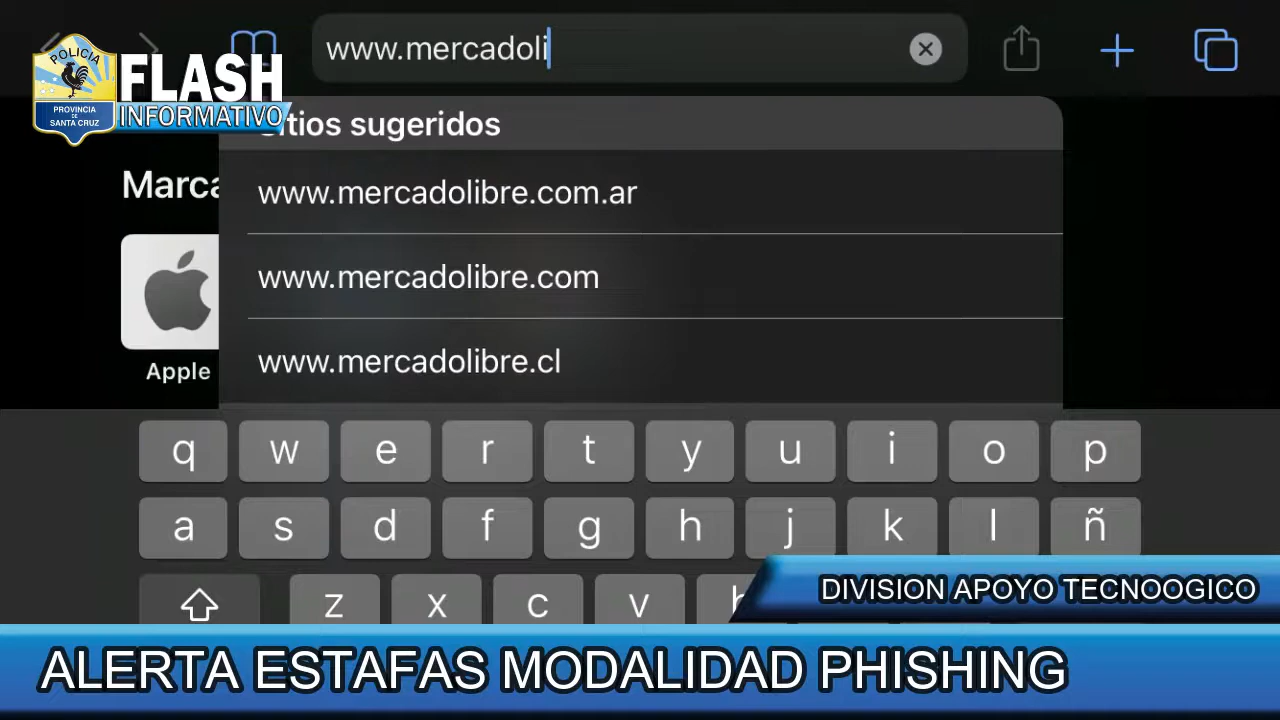 www.mercadoli
POLICIA
PROVINCIA
DE
SANTA CRUZ
FLASH
INFORMATIVO
itios sugeridos
Marca
www.mercadolibre.com.ar
www.mercadolibre.com
www.mercadolibre.cl
Apple
q w e r t y u i o p
a s d f g h j k l ñ
z x c v b
DIVISION APOYO TECNOOGICO
ALERTA ESTAFAS MODALIDAD PHISHING